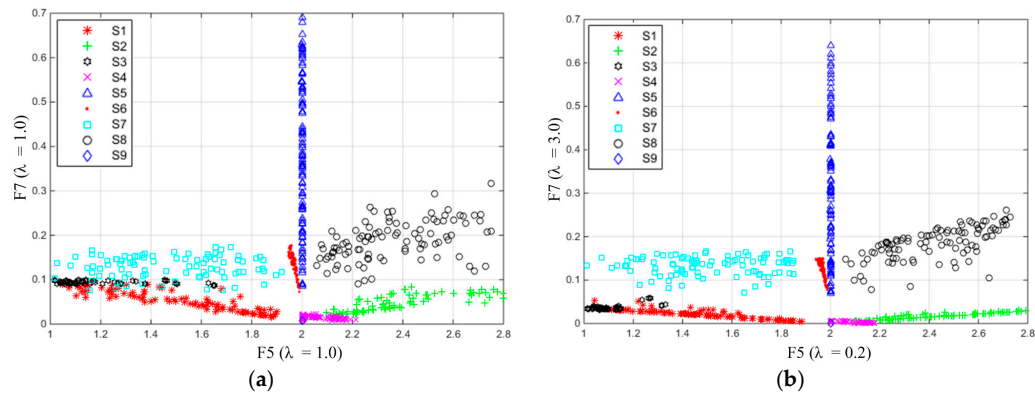 0.7
0.6
0.5
0.4
0.3
0.2
0.1
0
F7 (λ = 1.0)
S1
S2
S3
S4
S5
S6
S7
S8
S9
1 1.2 1.4 1.6 1.8 2 2.2 2.4 2.6 2.8
F5 (λ = 1.0)
(a)
0.7
0.6
0.5
0.4
0.3
0.2
0.1
0
F7 (λ = 3.0)
S1
S2
S3
S4
S5
S6
S7
S8
S9
1 1.2 1.4 1.6 1.8 2 2.2 2.4 2.6 2.8
F5 (λ = 0.2)
(b)